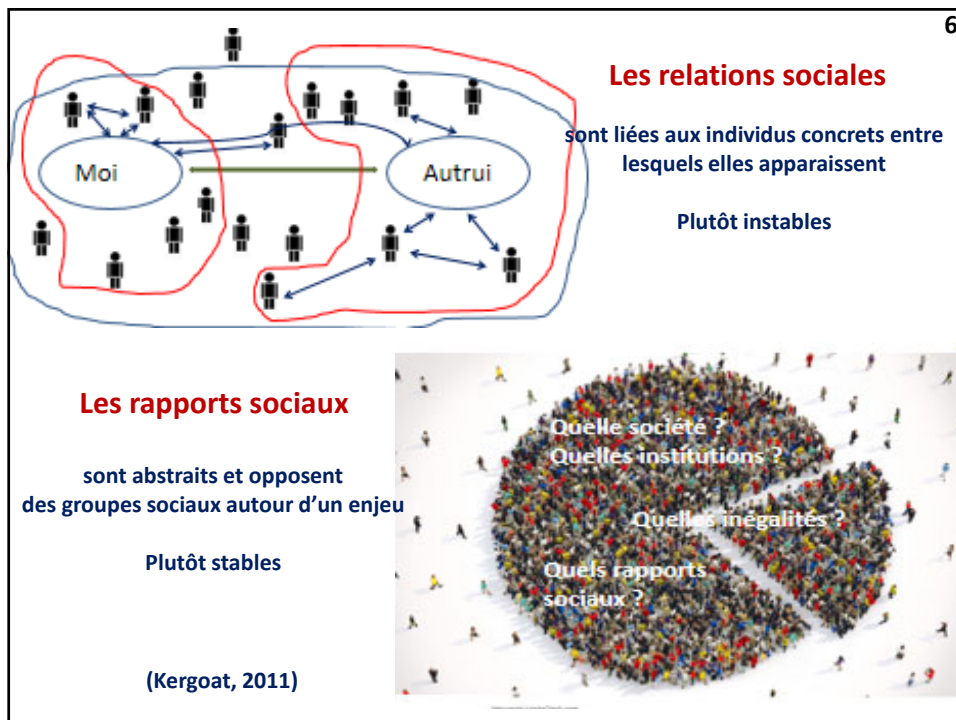 6
Les relations sociales
sont liées aux individus concrets entre
lesquels elles apparaissent
Plutôt instables
Moi
Autrui
Les rapports sociaux
sont abstraits et opposent
des groupes sociaux autour d'un enjeu
Plutôt stables
(Kergoat, 2011)
Quelle société ?
Quelles institutions ?
Quelles inégalités ?
Quels rapports
sociaux ?